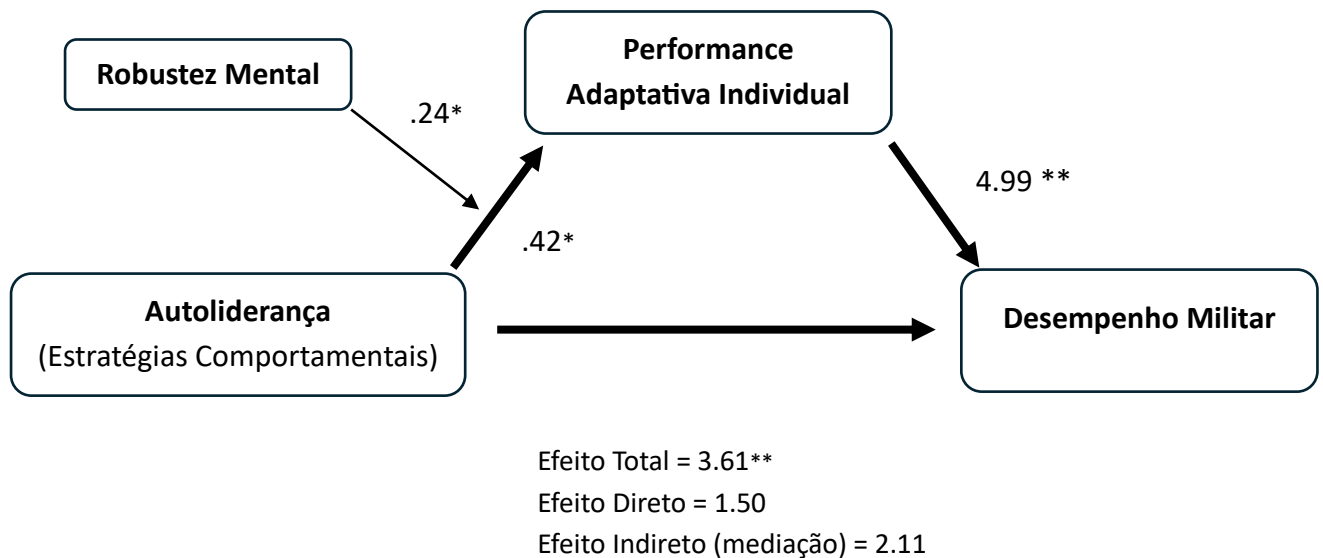 Robustez Mental
Performance
Adaptativa Individual
.24*
4.99 **
.42*
Autoliderança
(Estratégias Comportamentais)
Desempenho Militar
Efeito Total = 3.61**
Efeito Direto = 1.50
Efeito Indireto (mediação) = 2.11